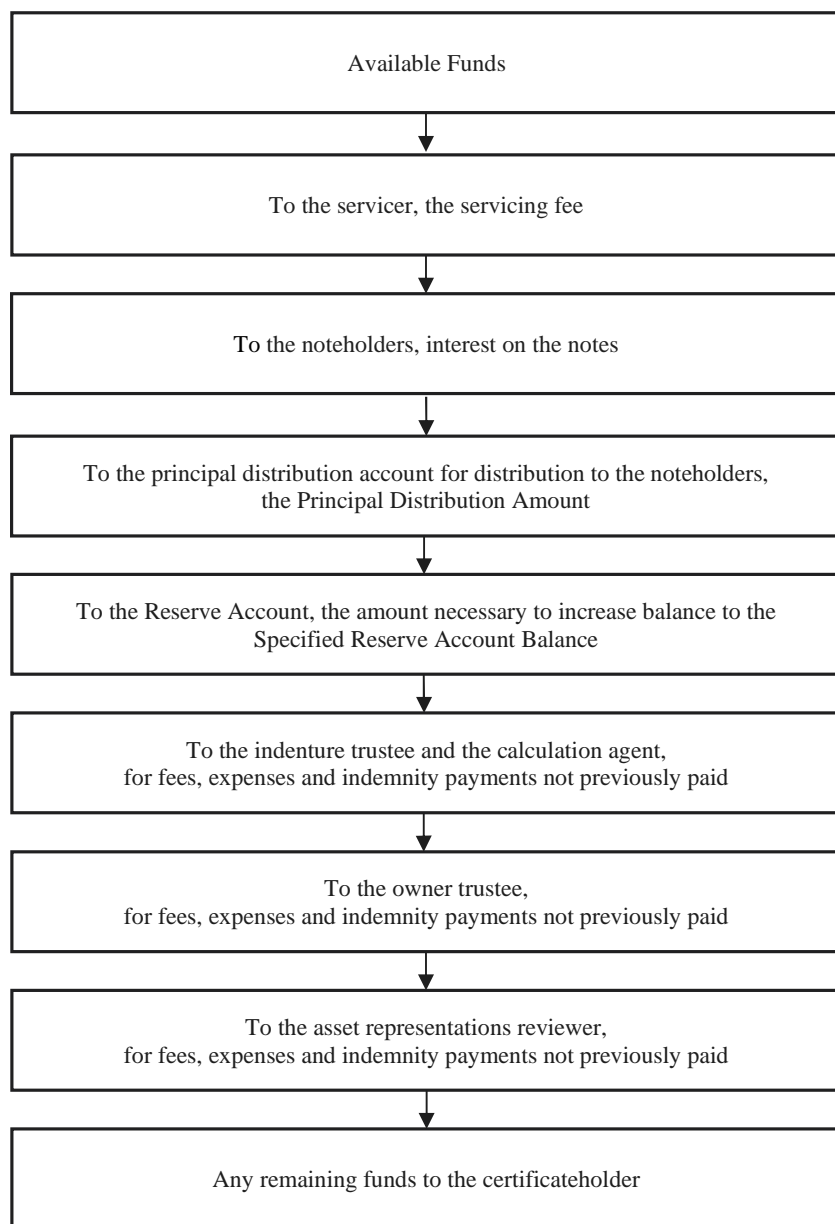 Available Funds
To the servicer, the servicing fee
To the noteholders, interest on the notes
To the principal distribution account for distribution to the noteholders,
the Principal Distribution Amount
To the Reserve Account, the amount necessary to increase balance to the
Specified Reserve Account Balance
To the indenture trustee and the calculation agent,
for fees, expenses and indemnity payments not previously paid
To the owner trustee,
for fees, expenses and indemnity payments not previously paid
To the asset representations reviewer,
for fees, expenses and indemnity payments not previously paid
Any remaining funds to the certificateholder